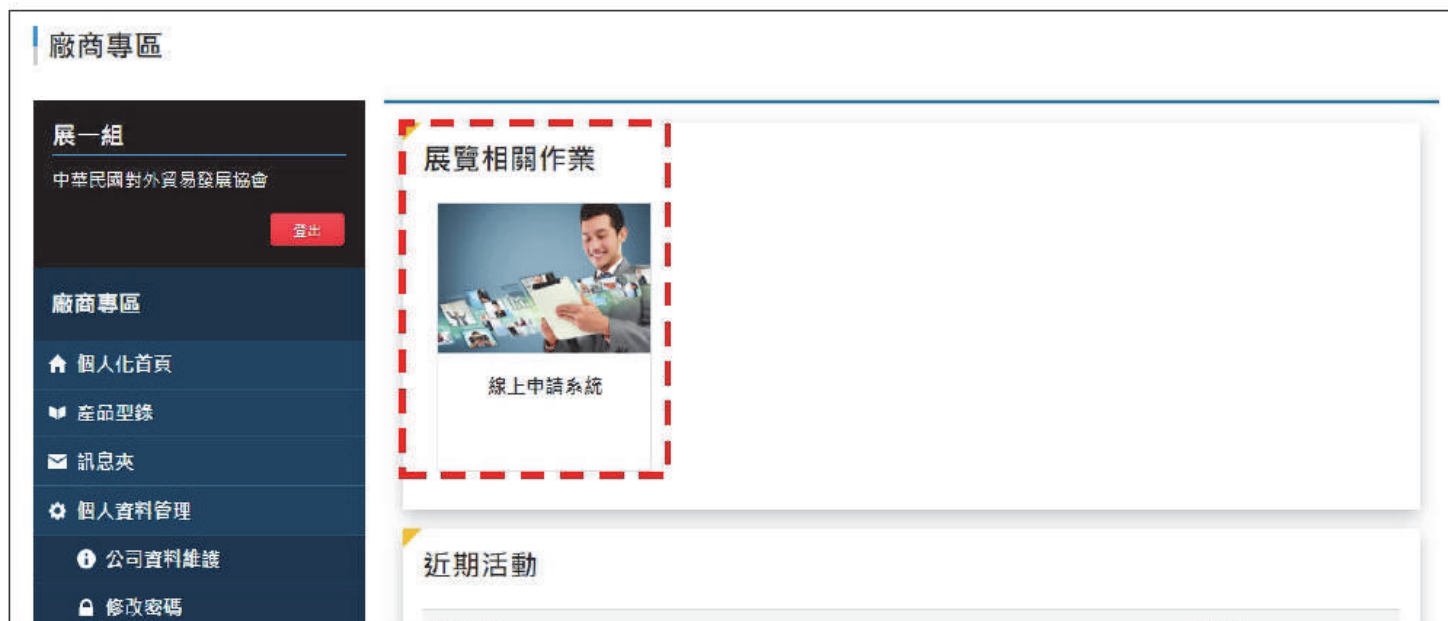 廠商專區
展一組
中華民國對外貿易發展協會
登出
廠商專區
個人化首頁
產品型錄
訊息夾
個人資料管理
公司資料維護
修改密碼
展覽相關作業
線上申請系統
近期活動